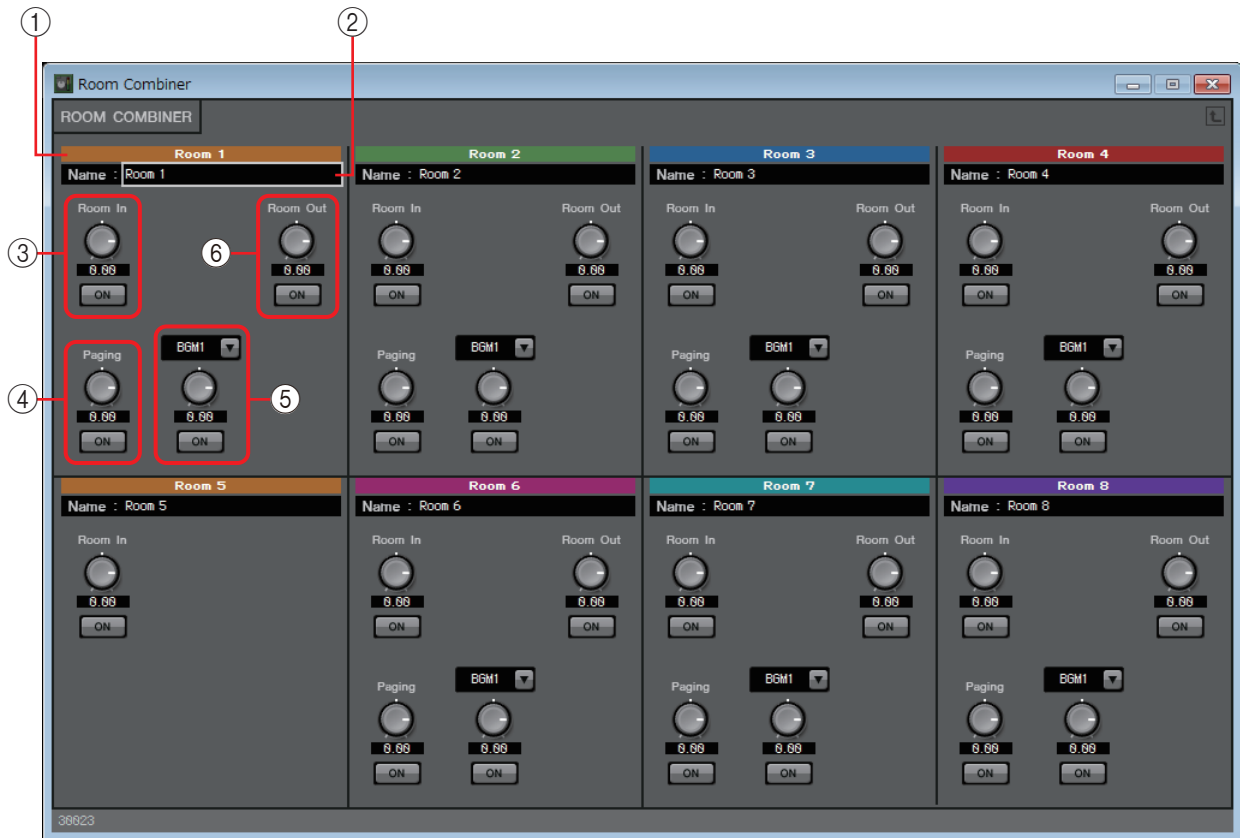 ① ②
Room Combiner
ROOM COMBINER
Room 1 Room 2 Room 3 Room 4
Name : Room 1 Name : Room 2 Name : Room 3 Name : Room 4
③ Room In Room Out Room In Room Out Room In Room Out Room In Room Out
⑥
0.00 0.00 0.00 0.00 0.00 0.00 0.00 0.00
ON ON ON ON ON ON ON ON
Paging BGM1 Paging BGM1 Paging BGM1 Paging BGM1
④ ⑤
0.00 0.00 0.00 0.00 0.00 0.00 0.00 0.00
ON ON ON ON ON ON ON ON
Room 5 Room 6 Room 7 Room 8
Name : Room 5 Name : Room 6 Name : Room 7 Name : Room 8
Room In Room In Room Out Room In Room Out Room In Room Out
0.00 0.00 0.00 0.00 0.00 0.00 0.00
ON ON ON ON ON ON ON
Paging BGM1 Paging BGM1 Paging BGM1
0.00 0.00 0.00 0.00 0.00 0.00
ON ON ON ON ON ON
30023